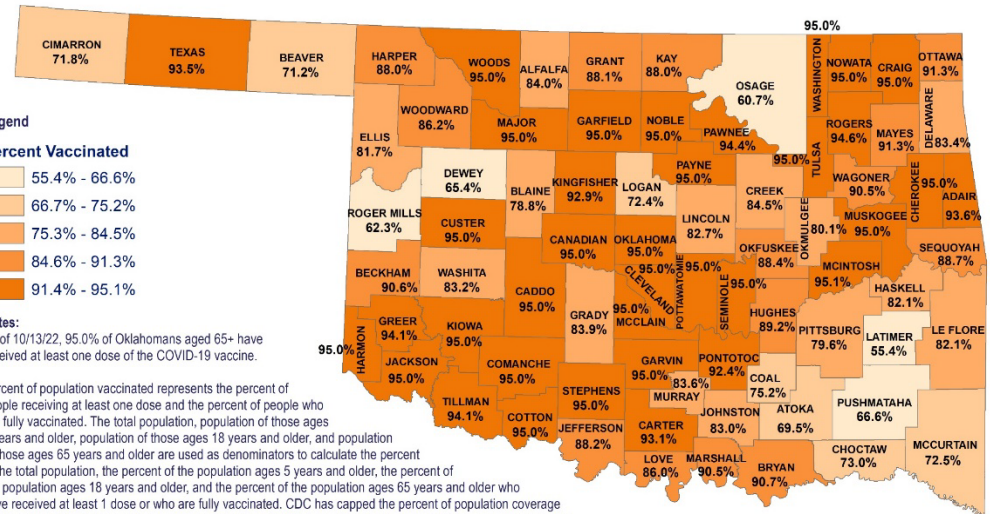 95.0%
CIMARRON
71.8%
TEXAS
93.5%
BEAVER
71.2%
HARPER
88.0%
WOODS
95.0%
ALFALFA
84.0%
GRANT
88.1%
KAY
88.0%
OSAGE
60.7%
WASHINGTON
NOWATA
95.0%
CRAIG
95.0%
OTTAWA
91.3%
WOODWARD
86.2%
MAJOR
95.0%
GARFIELD
95.0%
NOBLE
95.0%
PAWNEE
94.4%
ROGERS
94.6%
MAYES
91.3%
DELAWARE
83.4%
ELLIS
81.7%
DEWEY
65.4%
BLAINE
78.8%
KINGFISHER
92.9%
LOGAN
72.4%
PAYNE
95.0%
95.0%
TULSA
CREEK
84.5%
WAGONER
90.5%
CHEROKEE
95.0%
ADAIR
93.6%
ROGER MILLS
62.3%
CUSTER
95.0%
CANADIAN
95.0%
OKLAHOMA
95.0%
LINCOLN
82.7%
OKFUSKEE
88.4%
OKMULGEE
80.1%
MUSKOGEE
95.0%
SEQUOYAH
88.7%
BECKHAM
90.6%
WASHITA
83.2%
CADDO
95.0%
GRADY
83.9%
95.0%
CLEVELAND
95.0%
MCCLAIN
POTTAWATOMIE
95.0%
SEMINOLE
95.0%
HUGHES
89.2%
MCINTOSH
95.1%
HASKELL
82.1%
PITTSBURG
79.6%
LATIMER
55.4%
LE FLORE
82.1%
95.0%
HARMON
GREER
94.1%
JACKSON
95.0%
KIOWA
95.0%
TILLMAN
94.1%
COMANCHE
95.0%
COTTON
95.0%
STEPHENS
95.0%
JEFFERSON
88.2%
GARVIN
95.0%
83.6%
MURRAY
PONTOTOC
92.4%
COAL
75.2%
JOHNSTON
83.0%
ATOKA
69.5%
PUSHMATAHA
66.6%
CARTER
93.1%
LOVE
86.0%
MARSHALL
90.5%
BRYAN
90.7%
CHOCTAW
73.0%
MCCURTAIN
72.5%
egend
ercent Vaccinated
55.4% - 66.6%
66.7% - 75.2%
75.3% - 84.5%
84.6% - 91.3%
91.4% - 95.1%
tes:
of 10/13/22, 95.0% of Oklahomans aged 65+ have
eived at least one dose of the COVID-19 vaccine.
rcent of population vaccinated represents the percent of
ople receiving at least one dose and the percent of people who
fully vaccinated. The total population, population of those ages
years and older, population of those ages 18 years and older, and population
hose ages 65 years and older are used as denominators to calculate the percent
he total population, the percent of the population ages 5 years and older, the percent of
population ages 18 years and older, and the percent of the population ages 65 years and older who
ve received at least 1 dose or who are fully vaccinated. CDC has capped the percent of population coverage